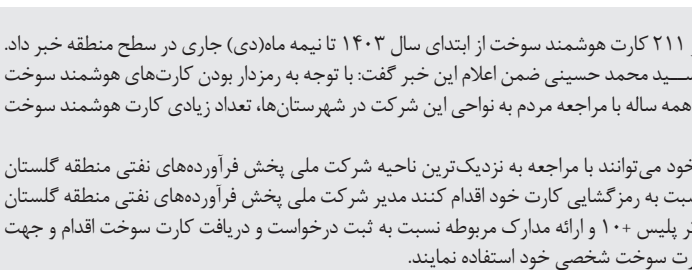 ۲۱۱ کارت هوشمند سوخت از ابتدای سال ۱۴۰۳ تا نیمه ماه(دی) جاری در سطح منطقه خبر داد.
سید محمد حسینی ضمن اعلام این خبر گفت: با توجه به رمزدار بودن کارت‌های هوشمند سوخت
همه ساله با مراجعه مردم به نواحی این شرکت در شهرستان‌ها، تعداد زیادی کارت هوشمند سوخت
خود می‌توانند با مراجعه به نزدیک‌ترین ناحیه شرکت ملی پخش فرآورده‌های نفتی منطقه گلستان
به رمزگشایی کارت خود اقدام کنند مدیر شرکت ملی پخش فرآورده‌های نفتی منطقه گلستان
پلیس +۱۰ و ارائه مدارک مربوطه نسبت به ثبت درخواست و دریافت کارت سوخت اقدام و جهت
سوخت شخصی خود استفاده نمایند.